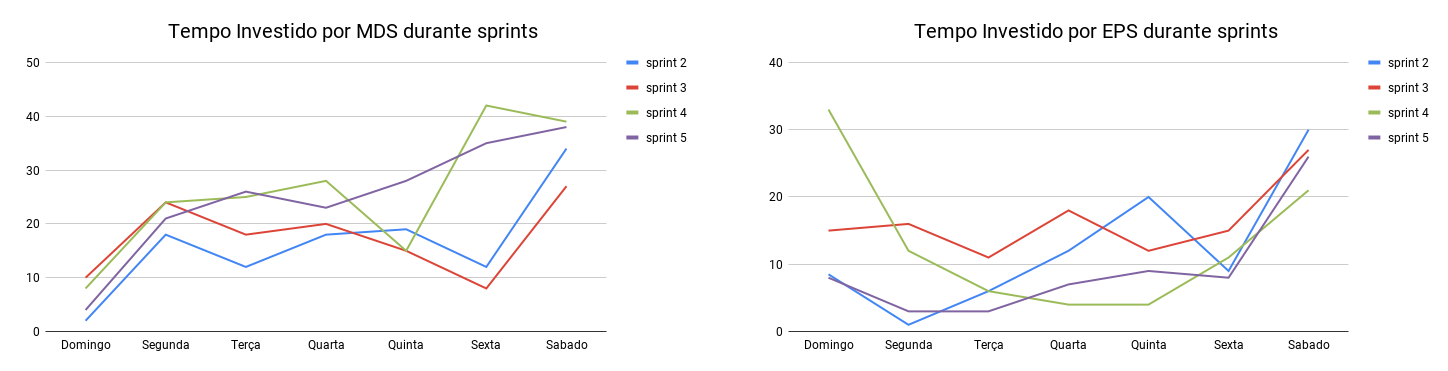 Tempo Investido por MDS durante sprints
50
40
30
20
10
0
Domingo Segunda Terça Quarta Quinta Sexta Sabado
sprint 2
sprint 3
sprint 4
sprint 5
Tempo Investido por EPS durante sprints
40
30
20
10
0
Domingo Segunda Terça Quarta Quinta Sexta Sabado
sprint 2
sprint 3
sprint 4
sprint 5